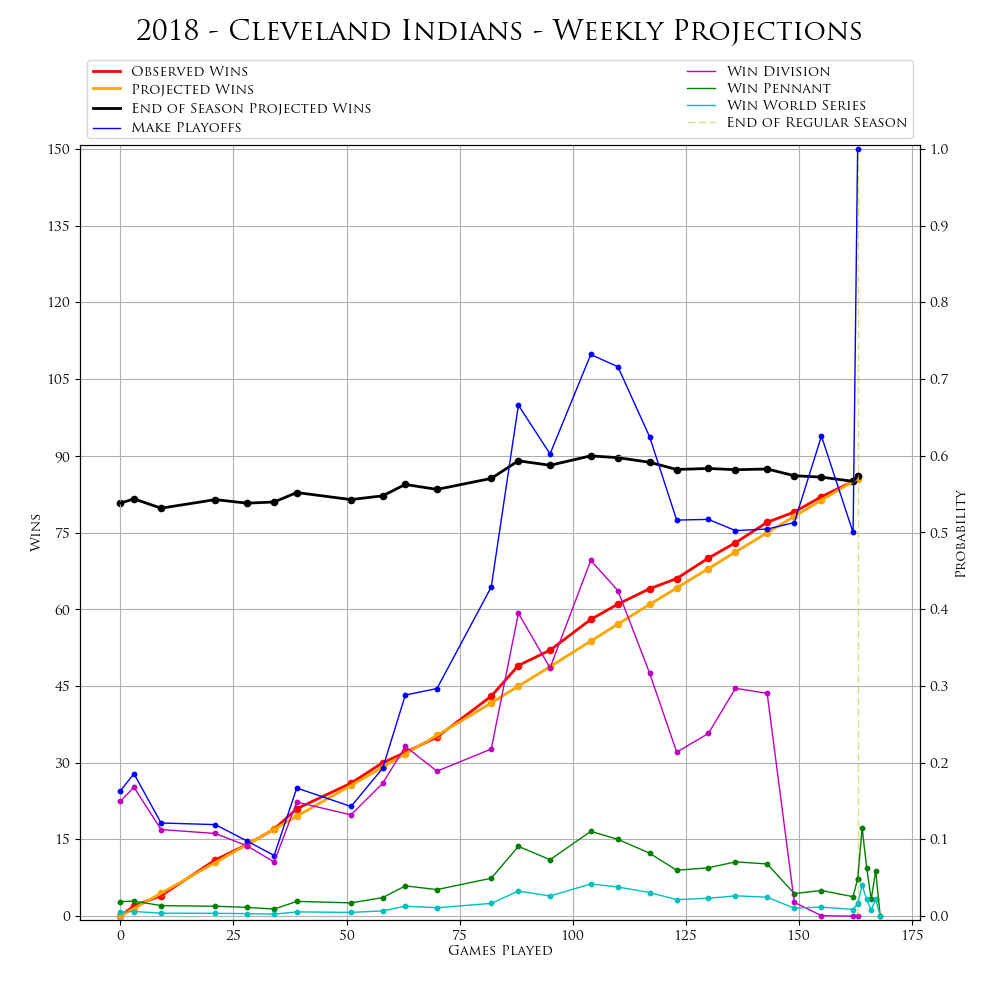 2018 - Cleveland Indians - Weekly Projections
Observed Wins
Projected Wins
End of Season Projected Wins
Make Playoffs
Win Division
Win Pennant
Win World Series
End of Regular Season
150
135
120
105
90
75
60
45
30
15
0
Wins
1.0
0.9
0.8
0.7
0.6
0.5
0.4
0.3
0.2
0.1
0.0
Probability
0 25 50 75 100 125 150 175
Games Played